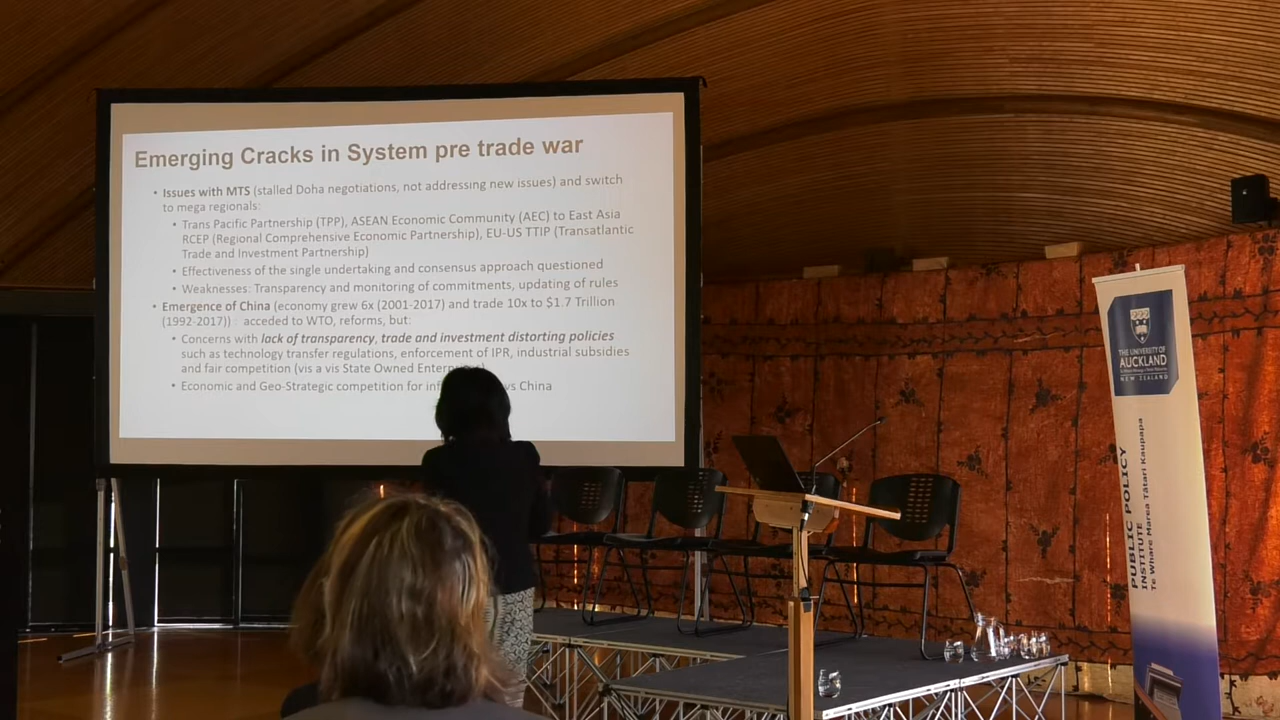 Emerging Cracks in System pre trade war
• Issues with MTS (stalled Doha negotiations, not addressing new issues) and switch
to mega regionals:
• Trans Pacific Partnership (TPP), ASEAN Economic Community (AEC) to East Asia
RCEP (Regional Comprehensive Economic Partnership), EU-US TTIP (Transatlantic
Trade and Investment Partnership)
• Effectiveness of the single undertaking and consensus approach questioned
• Weaknesses: Transparency and monitoring of commitments, updating of rules
• Emergence of China (economy grew 6x (2001-2017) and trade 10x to $1.7 Trillion
(1992-2017)) : acceded to WTO, reforms, but:
• Concerns with lack of transparency, trade and investment distorting policies
such as technology transfer regulations, enforcement of IPR, industrial subsidies
and fair competition (vis a vis State Owned
• Economic and Geo-Strategic competition for vs China
THE UNIVERSITY OF
AUCKLAND
NEW ZEALAND
PUBLIC POLICY
INSTITUTE
Te Whare Marea Tātari Kaupapa